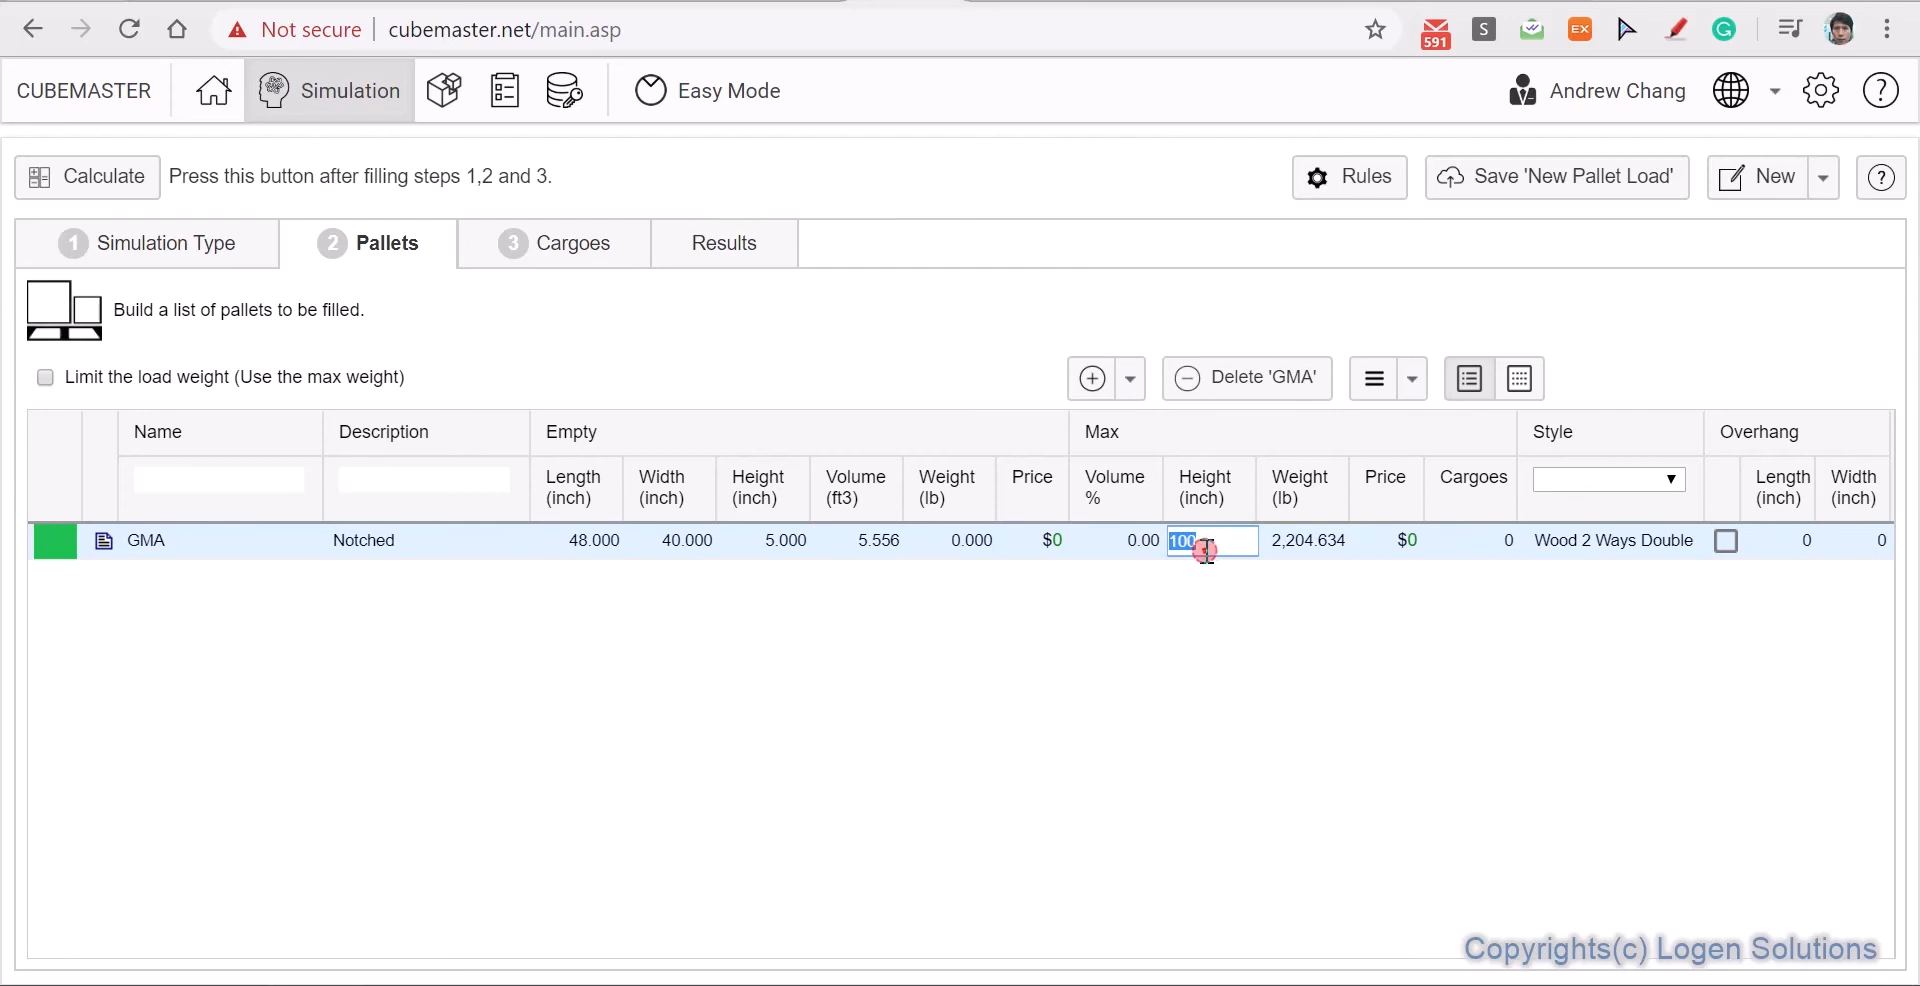 Not secure | cubemaster.net/main.asp
591
S
EX
G
CUBEMASTER
Simulation
Easy Mode
Andrew Chang
?
Calculate
Press this button after filling steps 1,2 and 3.
Rules
Save 'New Pallet Load'
New
?
1 Simulation Type
2 Pallets
3 Cargoes
Results
Build a list of pallets to be filled.
Limit the load weight (Use the max weight)
Delete 'GMA'
Name Description Empty Max Style Overhang
Length Width Height Volume Weight Price Volume Height Weight Price Cargoes Length Width
(inch) (inch) (inch) (ft3) (lb) % (inch) (lb) (inch) (inch)
GMA Notched 48.000 40.000 5.000 5.556 0.000 $0 0.00 100 2,204.634 $0 0 Wood 2 Ways Double 0 0
Copyrights(c) Logen Solutions